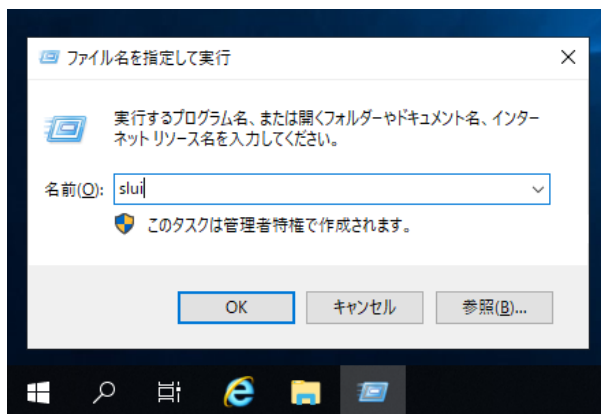 ファイル名を指定して実行
実行するプログラム名、または開くフォルダーやドキュメント名、インター
ネット リソース名を入力してください。
名前(O): slui
このタスクは管理者特権で作成されます。
OK キャンセル 参照(B)...